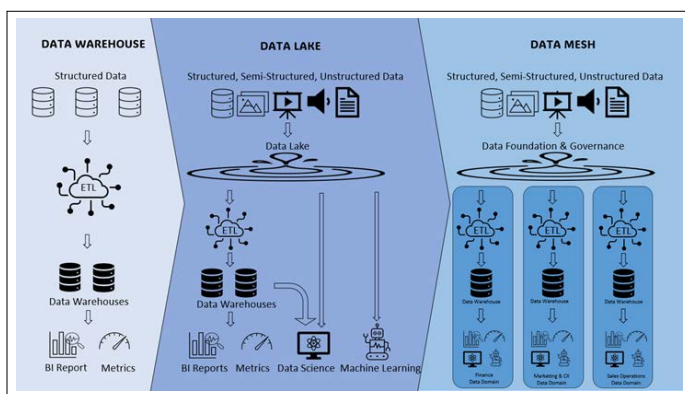 DATA WAREHOUSE
Structured Data
ETL
Data Warehouses
BI Report Metrics
DATA LAKE
Structured, Semi-Structured, Unstructured Data
Data Lake
ETL
Data Warehouses
BI Reports Metrics Data Science Machine Learning
DATA MESH
Structured, Semi-Structured, Unstructured Data
Data Foundation & Governance
ETL ETL ETL
Data Warehouse Data Warehouse Data Warehouse
Finance Marketing & CX Sales Operations
Data Domain Data Domain Data Domain